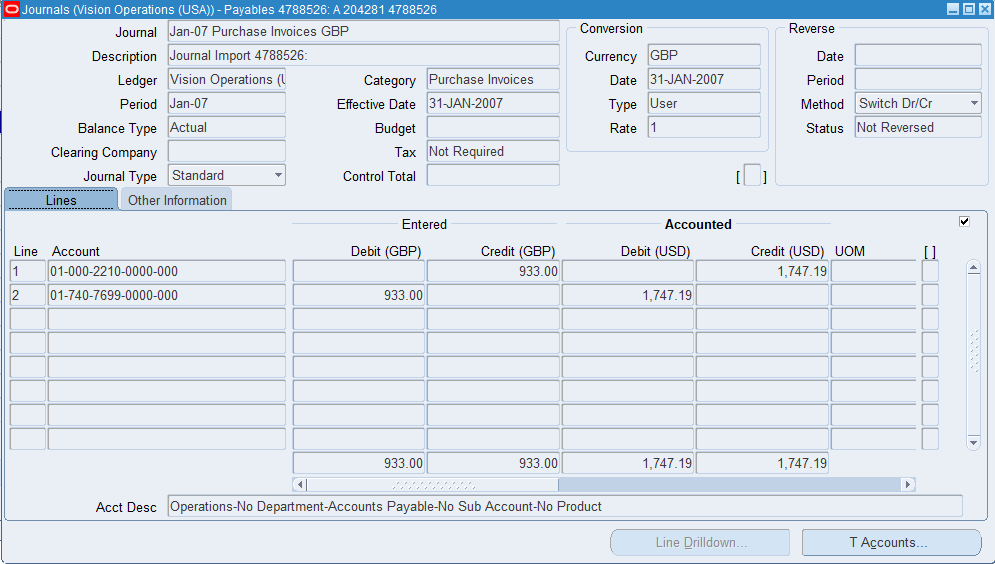 Journals (Vision Operations (USA)) - Payables 4788526: A 204281 4788526
Journal Jan-07 Purchase Invoices GBP
Description Journal Import 4788526:
Ledger Vision Operations (U
Category Purchase Invoices
Period Jan-07
Effective Date 31-JAN-2007
Balance Type Actual
Budget
Clearing Company
Tax Not Required
Journal Type Standard
Control Total
Conversion
Currency GBP
Date 31-JAN-2007
Type User
Rate 1
Reverse
Date
Period
Method Switch Dr/Cr
Status Not Reversed
[ ]
Lines Other Information
Entered Accounted
Line Account Debit (GBP) Credit (GBP) Debit (USD) Credit (USD) UOM [ ]
1 01-000-2210-0000-000 933.00 1,747.19
2 01-740-7699-0000-000 933.00 1,747.19
933.00 933.00 1,747.19 1,747.19
Acct Desc Operations-No Department-Accounts Payable-No Sub Account-No Product
Line Drilldown... T Accounts...